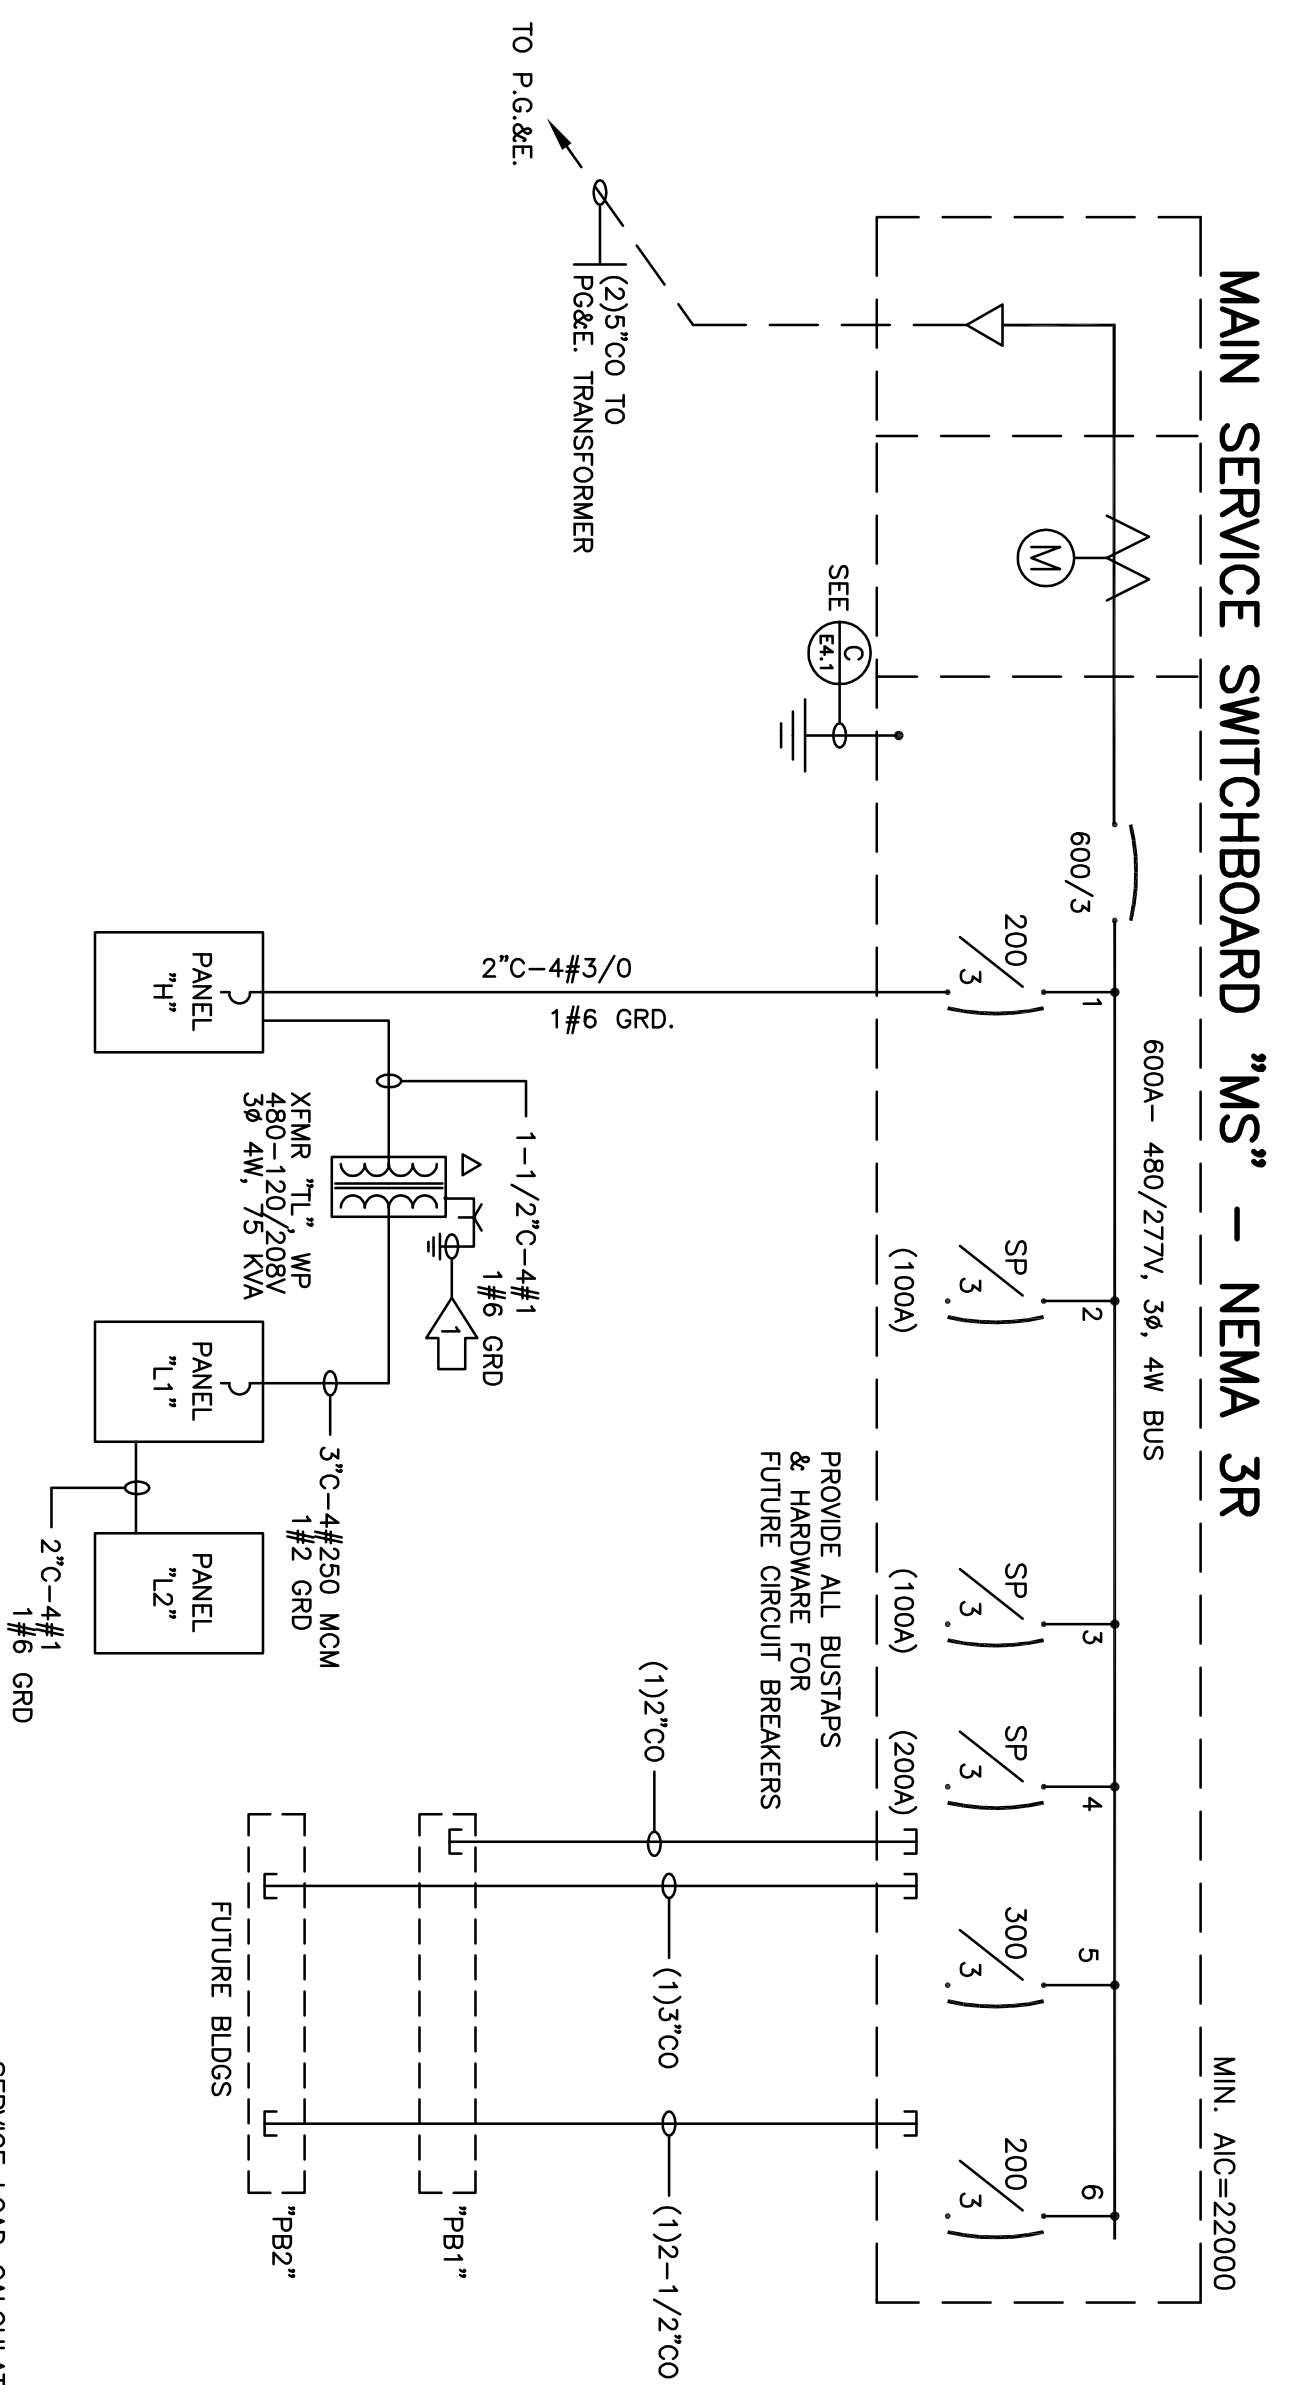 MAIN SERVICE SWITCHBOARD "MS" – NEMA 3R
MIN. AIC=22000
600A– 480/277V, 3ø, 4W BUS
600/3
1
2
3
4
5
6
200/3
SP/3
SP/3
SP/3
300/3
200/3
(100A)
(100A)
(200A)
M
SEE
C
E4.1
PROVIDE ALL BUSTAPS
& HARDWARE FOR
FUTURE CIRCUIT BREAKERS
TO P.G.&E.
(2)5"CO TO
PG&E. TRANSFORMER
2"C–4#3/0
1#6 GRD.
(1)2"CO
(1)3"CO
(1)2–1/2"CO
1–1/2"C–4#1
1#6 GRD
1
XFMR "TL", WP
480–120/208V
3ø 4W, 75 KVA
3"C–4#250 MCM
1#2 GRD
"PB1"
"PB2"
FUTURE BLDGS
PANEL
"H"
PANEL
"L1"
PANEL
"L2"
2"C–4#1
1#6 GRD